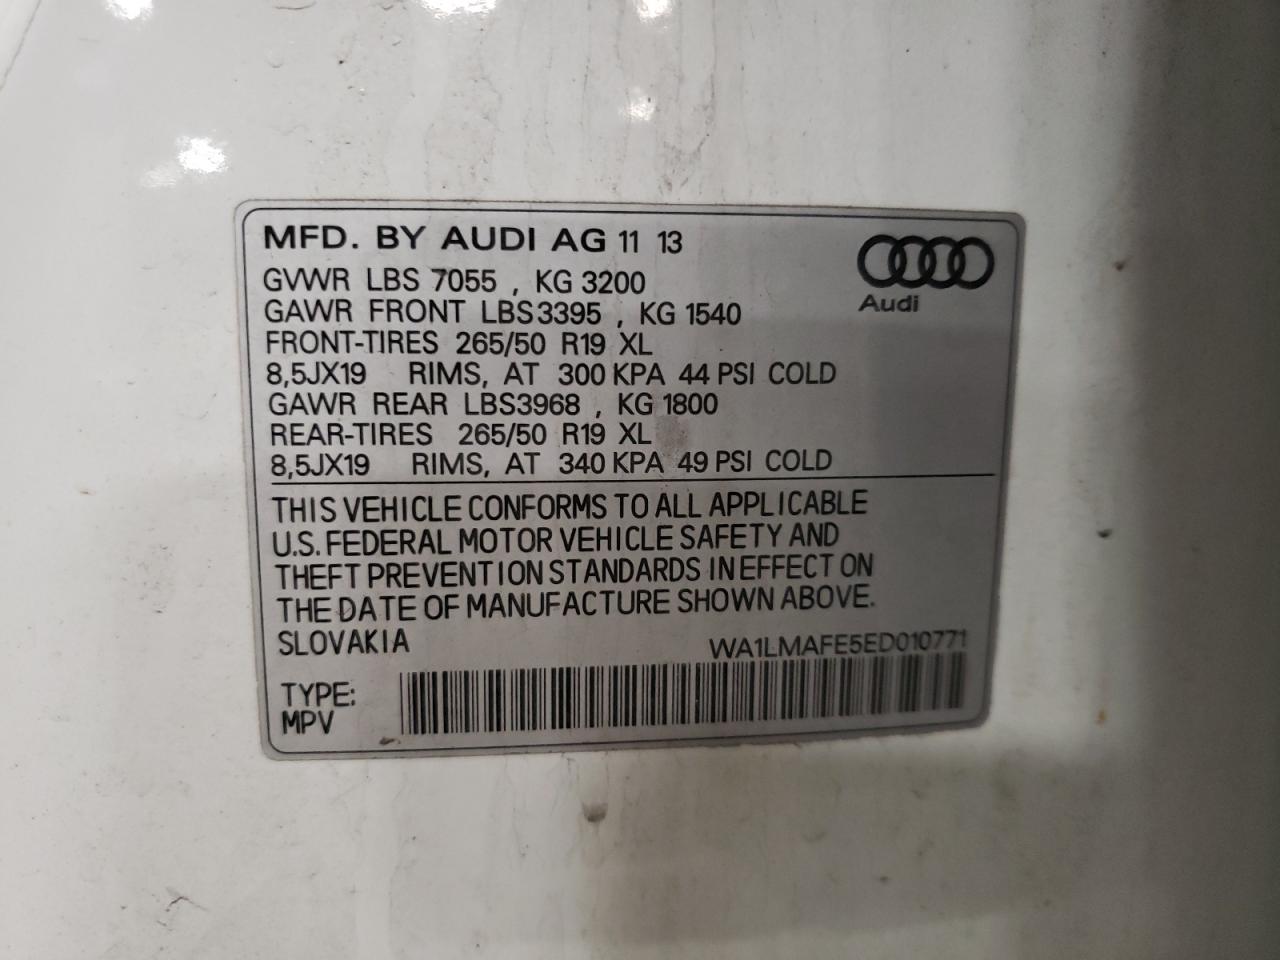 MFD. BY AUDI AG 11 13
Audi
GVWR LBS 7055 , KG 3200
GAWR FRONT LBS3395 , KG 1540
FRONT-TIRES 265/50 R19 XL
8,5JX19 RIMS, AT 300 KPA 44 PSI COLD
GAWR REAR LBS3968 , KG 1800
REAR-TIRES 265/50 R19 XL
8,5JX19 RIMS, AT 340 KPA 49 PSI COLD
THIS VEHICLE CONFORMS TO ALL APPLICABLE
U.S. FEDERAL MOTOR VEHICLE SAFETY AND
THEFT PREVENTION STANDARDS IN EFFECT ON
THE DATE OF MANUFACTURE SHOWN ABOVE.
SLOVAKIA WA1LMAFE5ED010771
TYPE:
MPV